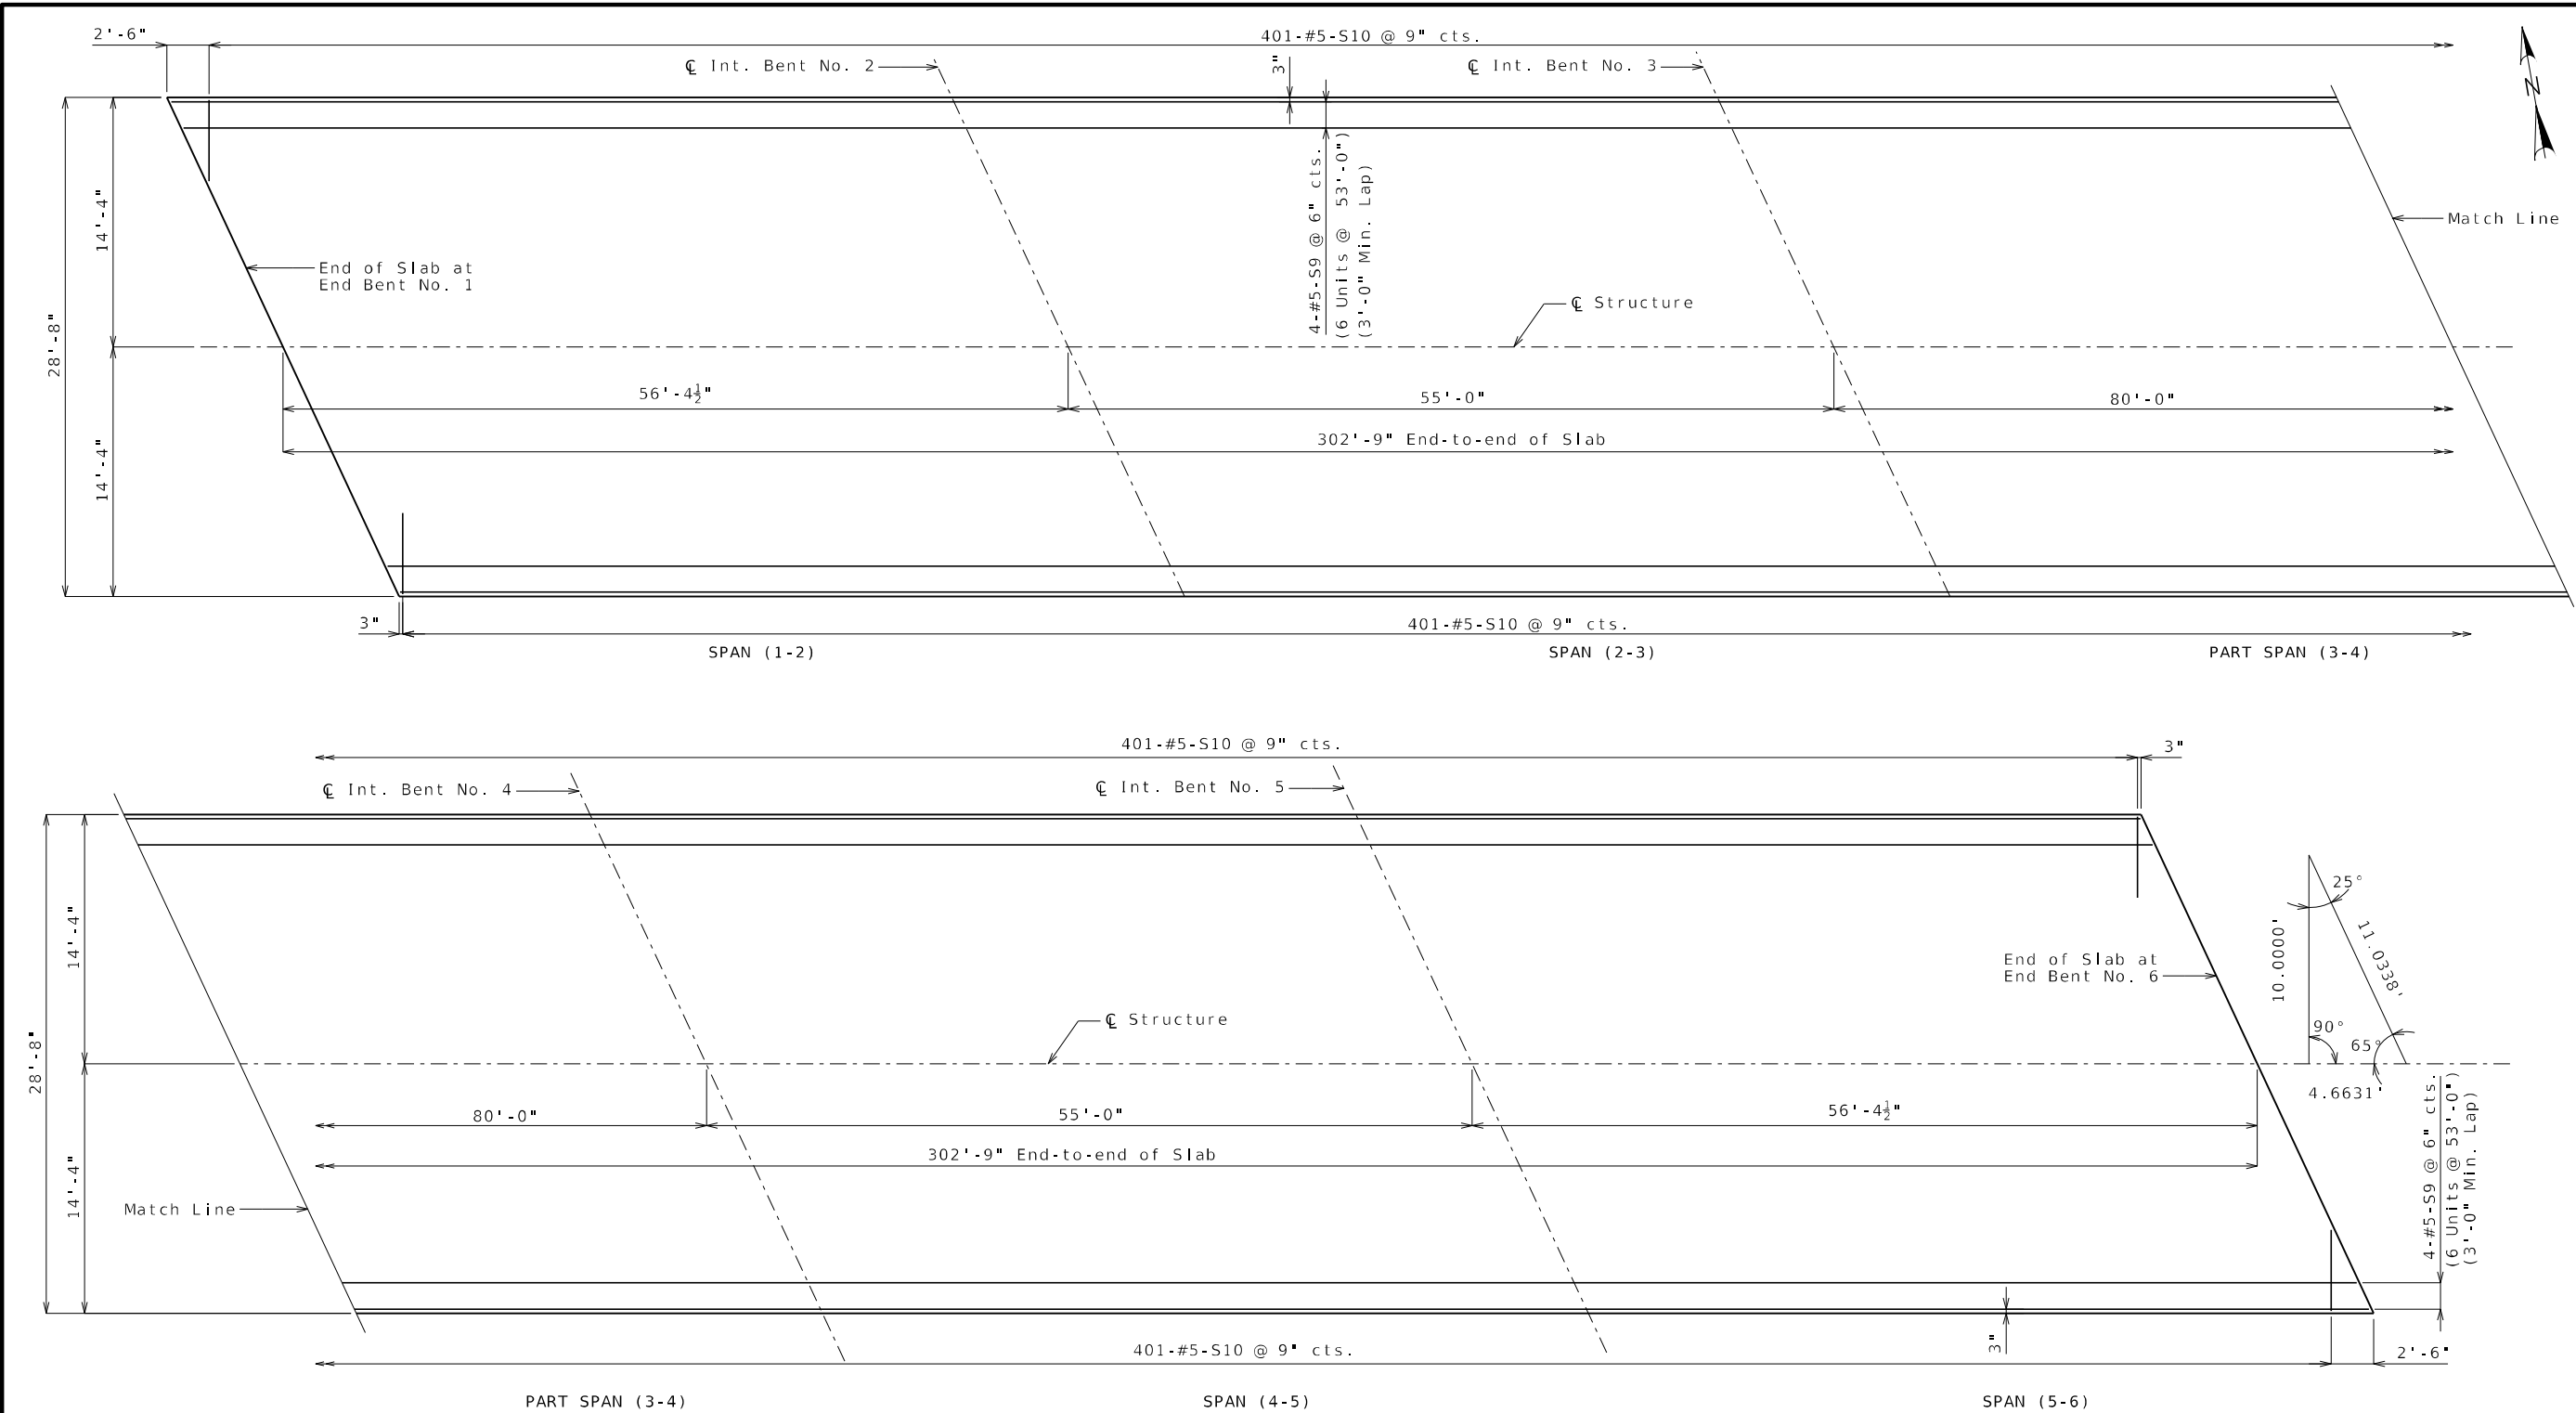 2'-6"
401-#5-S10 @ 9" cts.
℄ Int. Bent No. 2
3"
℄ Int. Bent No. 3
N
14'-4"
28'-8"
14'-4"
End of Slab at
End Bent No. 1
4-#5-S9 @ 6" cts.
(6 Units @ 53'-0")
(3'-0" Min. Lap)
Match Line
℄ Structure
56'-4½"
55'-0"
80'-0"
302'-9" End-to-end of Slab
3"
401-#5-S10 @ 9" cts.
SPAN (1-2)
SPAN (2-3)
PART SPAN (3-4)
401-#5-S10 @ 9" cts.
3"
℄ Int. Bent No. 4
℄ Int. Bent No. 5
14'-4"
28'-8"
14'-4"
25°
10.0000'
11.0338'
90°
65°
4.6631'
End of Slab at
End Bent No. 6
℄ Structure
80'-0"
55'-0"
56'-4½"
302'-9" End-to-end of Slab
Match Line
4-#5-S9 @ 6" cts.
(6 Units @ 53'-0")
(3'-0" Min. Lap)
3"
401-#5-S10 @ 9" cts.
2'-6"
PART SPAN (3-4)
SPAN (4-5)
SPAN (5-6)